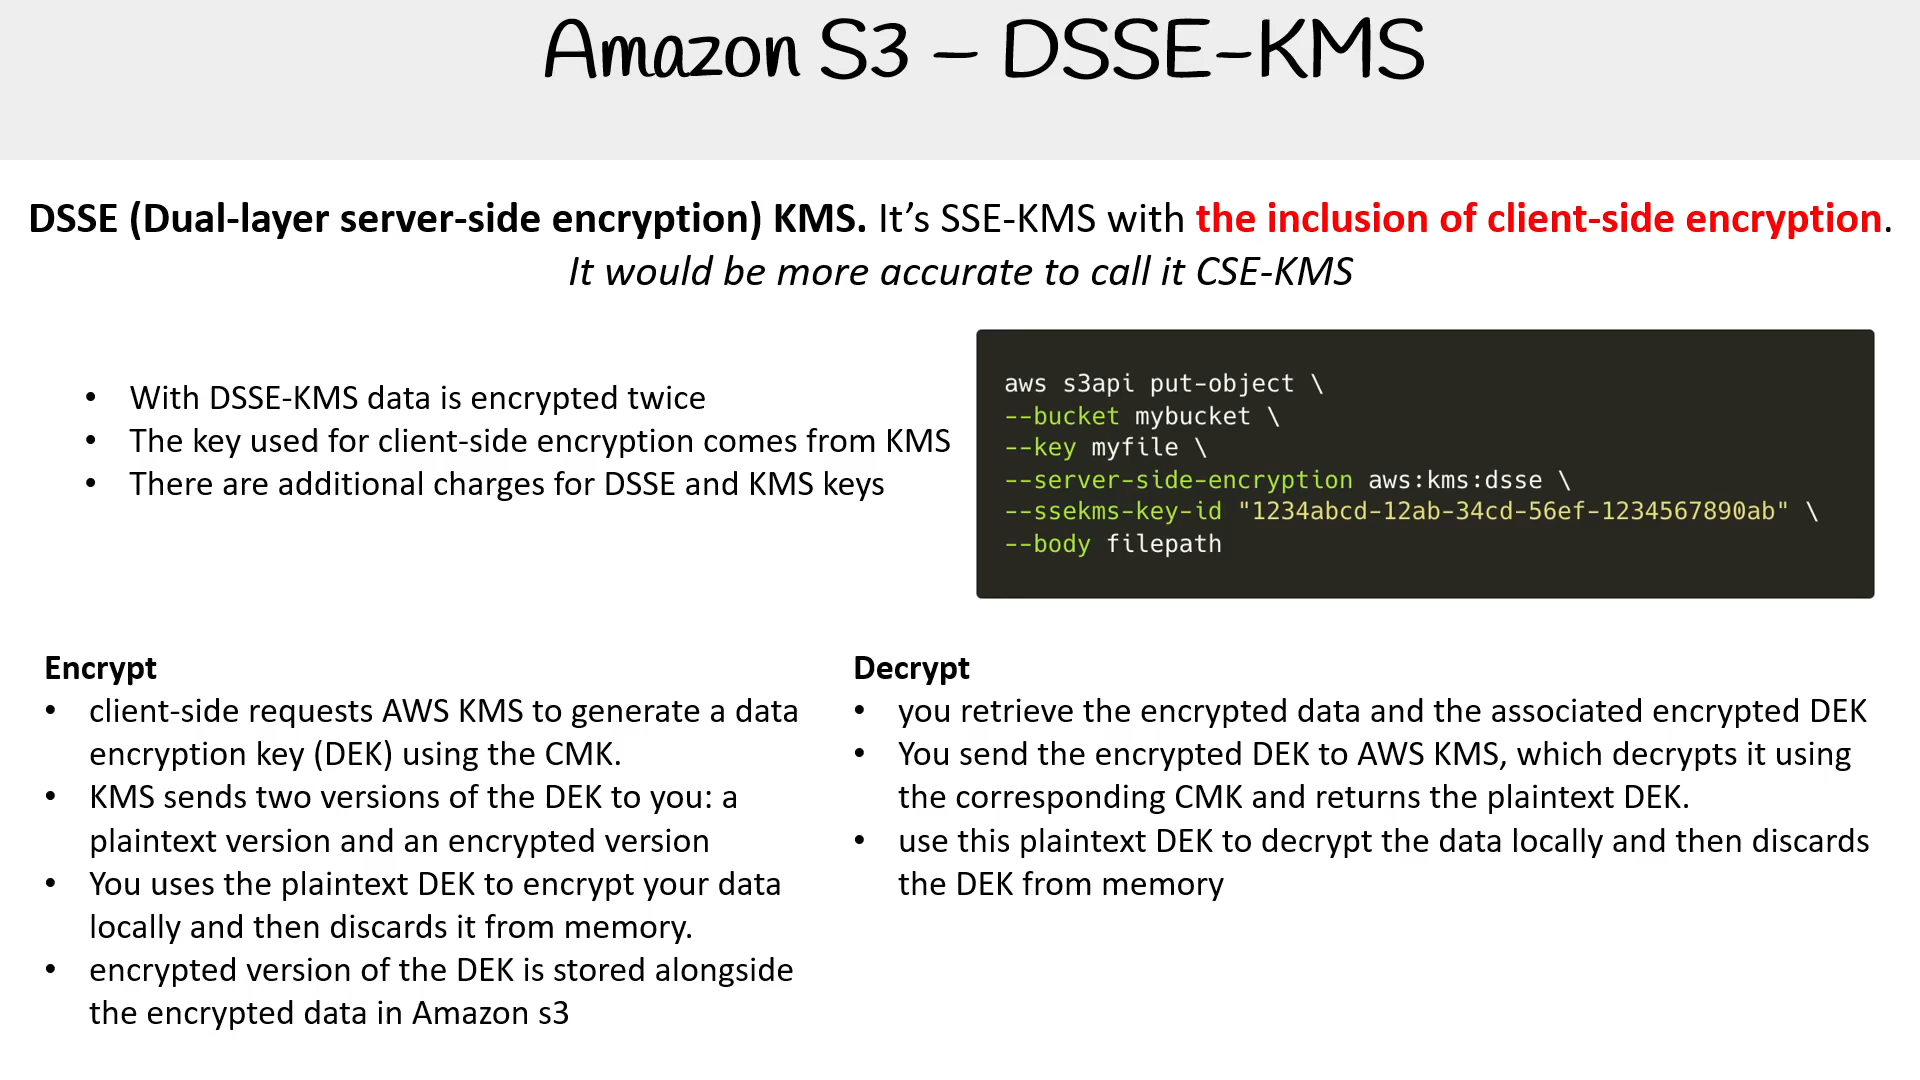 Amazon S3 – DSSE-KMS
DSSE (Dual-layer server-side encryption) KMS. It’s SSE-KMS with the inclusion of client-side encryption.
It would be more accurate to call it CSE-KMS
• With DSSE-KMS data is encrypted twice
• The key used for client-side encryption comes from KMS
• There are additional charges for DSSE and KMS keys
aws s3api put-object \
--bucket mybucket \
--key myfile \
--server-side-encryption aws:kms:dsse \
--ssekms-key-id "1234abcd-12ab-34cd-56ef-1234567890ab" \
--body filepath
Encrypt
• client-side requests AWS KMS to generate a data
encryption key (DEK) using the CMK.
• KMS sends two versions of the DEK to you: a
plaintext version and an encrypted version
• You uses the plaintext DEK to encrypt your data
locally and then discards it from memory.
• encrypted version of the DEK is stored alongside
the encrypted data in Amazon s3
Decrypt
• you retrieve the encrypted data and the associated encrypted DEK
• You send the encrypted DEK to AWS KMS, which decrypts it using
the corresponding CMK and returns the plaintext DEK.
• use this plaintext DEK to decrypt the data locally and then discards
the DEK from memory